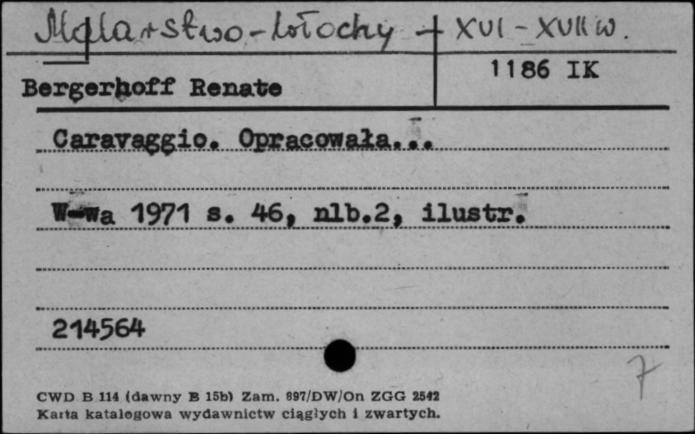 Malarstwo - Włochy - XVI - XVII w.
1186 IK
Bergerhoff Renate
Caravaggio. Opracowała...
W-wa 1971 s. 46, nlb.2, ilustr.
214564
7
CWD B 114 (dawny B 15b) Zam. 897/DW/On ZGG 2542
Karta katalogowa wydawnictw ciągłych i zwartych.